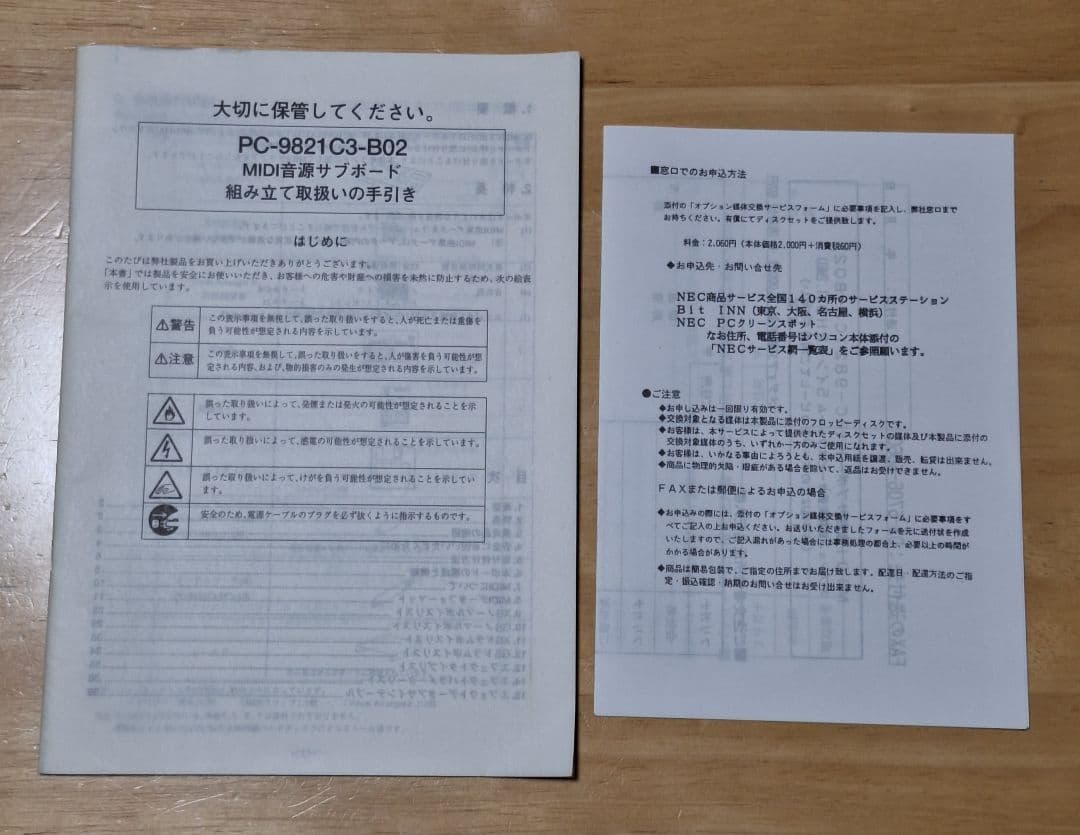 大切に保管してください。
PC-9821C3-B02
MIDI音源サブボード
組み立て取扱いの手引き
はじめに
このたびは弊社製品をお買い上げいただきありがとうございます。
「本書」では製品を安全にお使いいただき、お客様への危害や財産への損害を未然に防止するため、次の絵表
示を使用しています。
⚠警告
この表示事項を無視して、誤った取り扱いをすると、人が死亡または重傷を
負う可能性が想定される内容を示しています。
⚠注意
この表示事項を無視して、誤った取り扱いをすると、人が傷害を負う可能性が想
定される内容、および、物的損害のみの発生が想定される内容を示しています。
誤った取り扱いによって、発煙または発火の可能性が想定されることを示
しています。
誤った取り扱いによって、感電の可能性が想定されることを示しています。
誤った取り扱いによって、けがを負う可能性が想定されることを示してい
ます。
安全のため、電源ケーブルのプラグを必ず抜くように指示するものです。
■窓口でのお申込方法
添付の「オプション媒体交換サービスフォーム」に必要事項を記入し、弊社窓口まで
お持ちください。有償にてディスクセットをご提供致します。
料金：2,060円（本体価格2,000円＋消費税60円）
◆お申込先・お問い合せ先
NEC商品サービス全国140カ所のサービスステーション
Bit INN（東京、大阪、名古屋、横浜）
NEC PCクリーンスポット
なお住所、電話番号はパソコン本体添付の
「NECサービス網一覧表」をご参照願います。
●ご注意
◆お申し込みは一回限り有効です。
◆交換対象となる媒体は本製品に添付のフロッピーディスクです。
◆お客様は、本サービスによって提供されたディスクセットの媒体及び本製品に添付の
交換対象媒体のうち、いずれか一方のみご使用になれます。
◆お客様は、いかなる事由によろうとも、本申込用紙を譲渡、販売、転貸は出来ません。
◆商品に物理的欠陥・瑕疵がある場合を除いて、返品はお受けできません。
FAXまたは郵便によるお申込の場合
◆お申込みの際には、添付の「オプション媒体交換サービスフォーム」に必要事項をす
べてご記入の上お申込ください。お送りいただきましたフォームを元に送付状を作成
いたしますので、ご記入漏れがあった場合には事務処理の都合上、必要以上の時間が
かかる場合があります。
◆商品は簡易包装で、ご指定の住所までお届け致します。配達日・配達方法のご指
定・振込確認・納期のお問い合せはお受け出来ません。